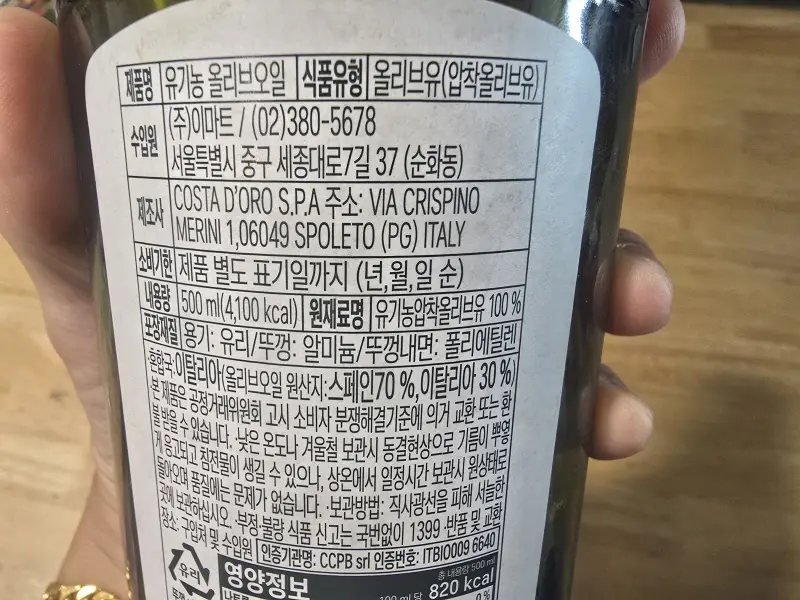 제품명 유기농 올리브오일 식품유형 올리브유(압착올리브유)
수입원 (주)이마트 / (02)380-5678
서울특별시 중구 세종대로7길 37 (순화동)
제조사 COSTA D'ORO S.P.A 주소: VIA CRISPINO
MERINI 1,06049 SPOLETO (PG) ITALY
소비기한 제품 별도 표기일까지 (년,월,일 순)
내용량 500 ml(4,100 kcal) 원재료명 유기농압착올리브유 100 %
포장재질 용기: 유리/뚜껑: 알미늄/뚜껑내면: 폴리에틸렌
·혼합국:이탈리아(올리브오일 원산지:스페인70 %,이탈리아 30 %)
본 제품은 공정거래위원회 고시 소비자 분쟁해결기준에 의거 교환 또는 환
불 받을 수 있습니다. ·낮은 온도나 겨울철 보관시 동결현상으로 기름이 뿌옇
게 응고되고 침전물이 생길 수 있으나, 상온에서 일정시간 보관시 원상태로
돌아오며 품질에는 문제가 없습니다. ·보관방법: 직사광선을 피해 서늘한
곳에 보관하십시오. ·부정·불량 식품 신고는 국번없이 1399 ·반품 및 교환
장소: 구입처 및 수입원 인증기관명: CCPB srl 인증번호: ITBIO009 6640
유리 영양정보 총 내용량 500 ml
100 ml 당 820 kcal